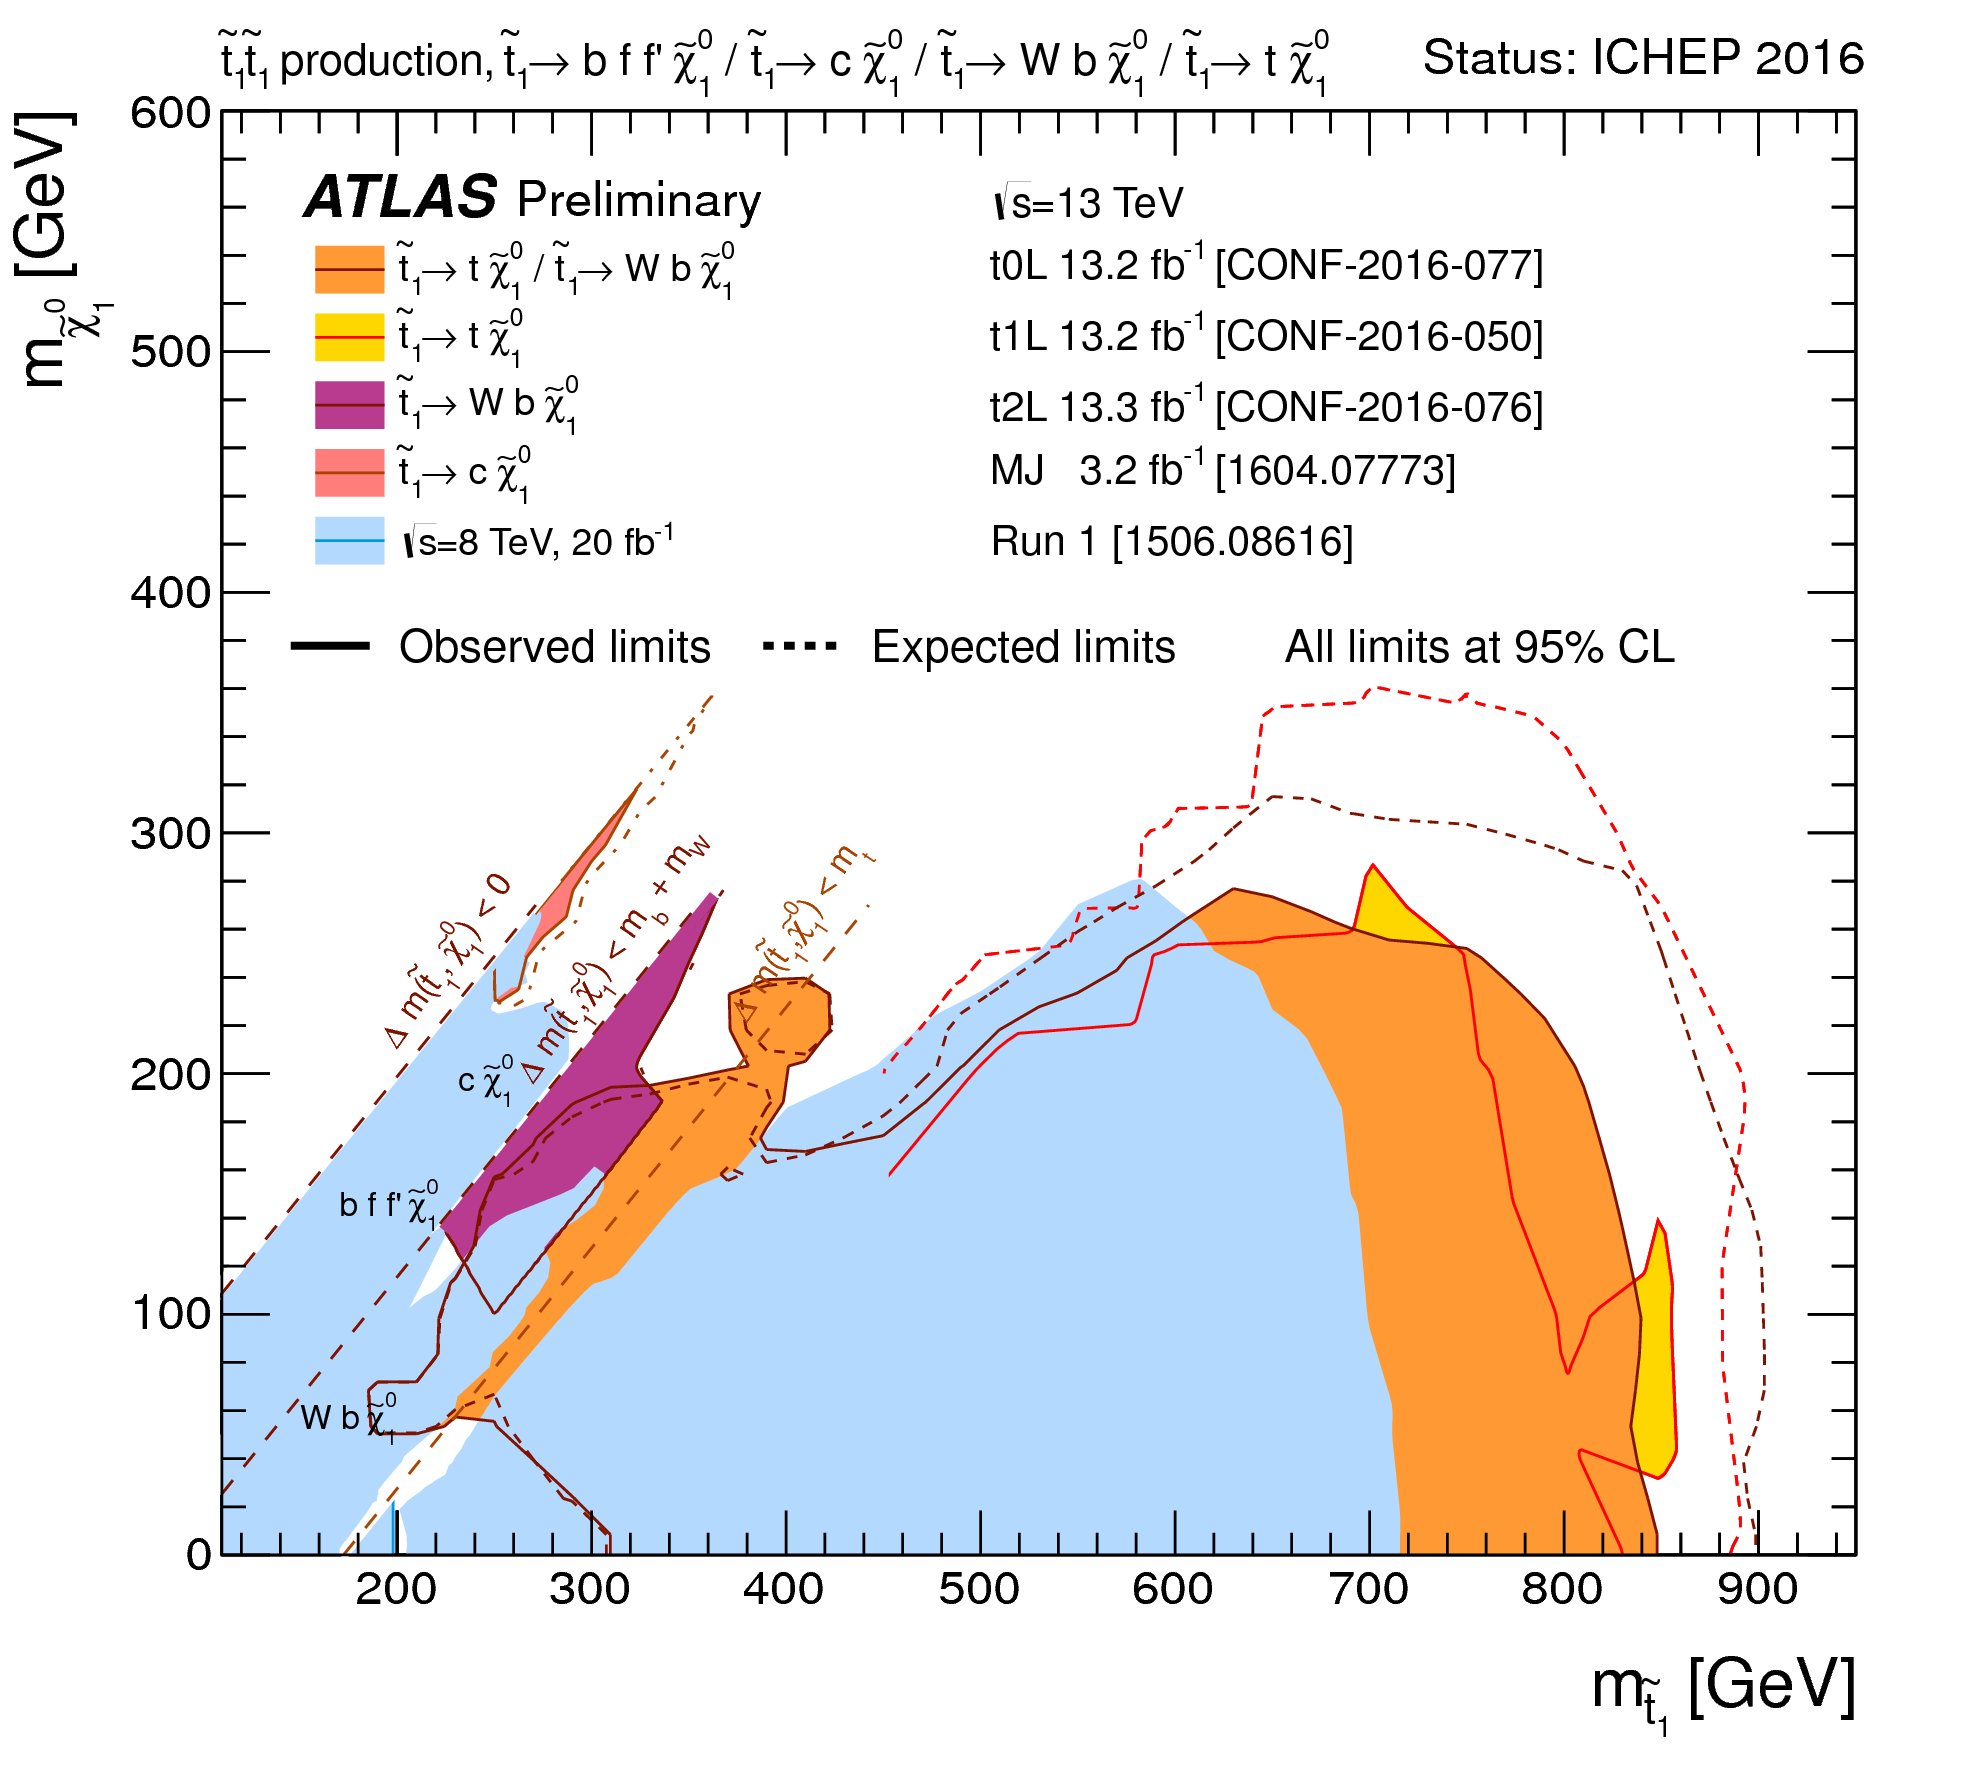 t̃₁t̃₁ production, t̃₁→ b f f' χ̃₁⁰ / t̃₁→ c χ̃₁⁰ / t̃₁→ W b χ̃₁⁰ / t̃₁→ t χ̃₁⁰
Status: ICHEP 2016
m_χ̃₁⁰ [GeV]
600
500
400
300
200
100
0
ATLAS Preliminary
t̃₁→ t χ̃₁⁰ / t̃₁→ W b χ̃₁⁰
t̃₁→ t χ̃₁⁰
t̃₁→ W b χ̃₁⁰
t̃₁→ c χ̃₁⁰
√s=8 TeV, 20 fb⁻¹
√s=13 TeV
t0L 13.2 fb⁻¹ [CONF-2016-077]
t1L 13.2 fb⁻¹ [CONF-2016-050]
t2L 13.3 fb⁻¹ [CONF-2016-076]
MJ 3.2 fb⁻¹ [1604.07773]
Run 1 [1506.08616]
Observed limits
Expected limits
All limits at 95% CL
Δ m(t̃₁, χ̃₁⁰) < 0
Δ m(t̃₁, χ̃₁⁰) < m_b + m_W
Δ m(t̃₁, χ̃₁⁰) < m_t
c χ̃₁⁰
b f f' χ̃₁⁰
W b χ̃₁⁰
200
300
400
500
600
700
800
900
m_t̃₁ [GeV]